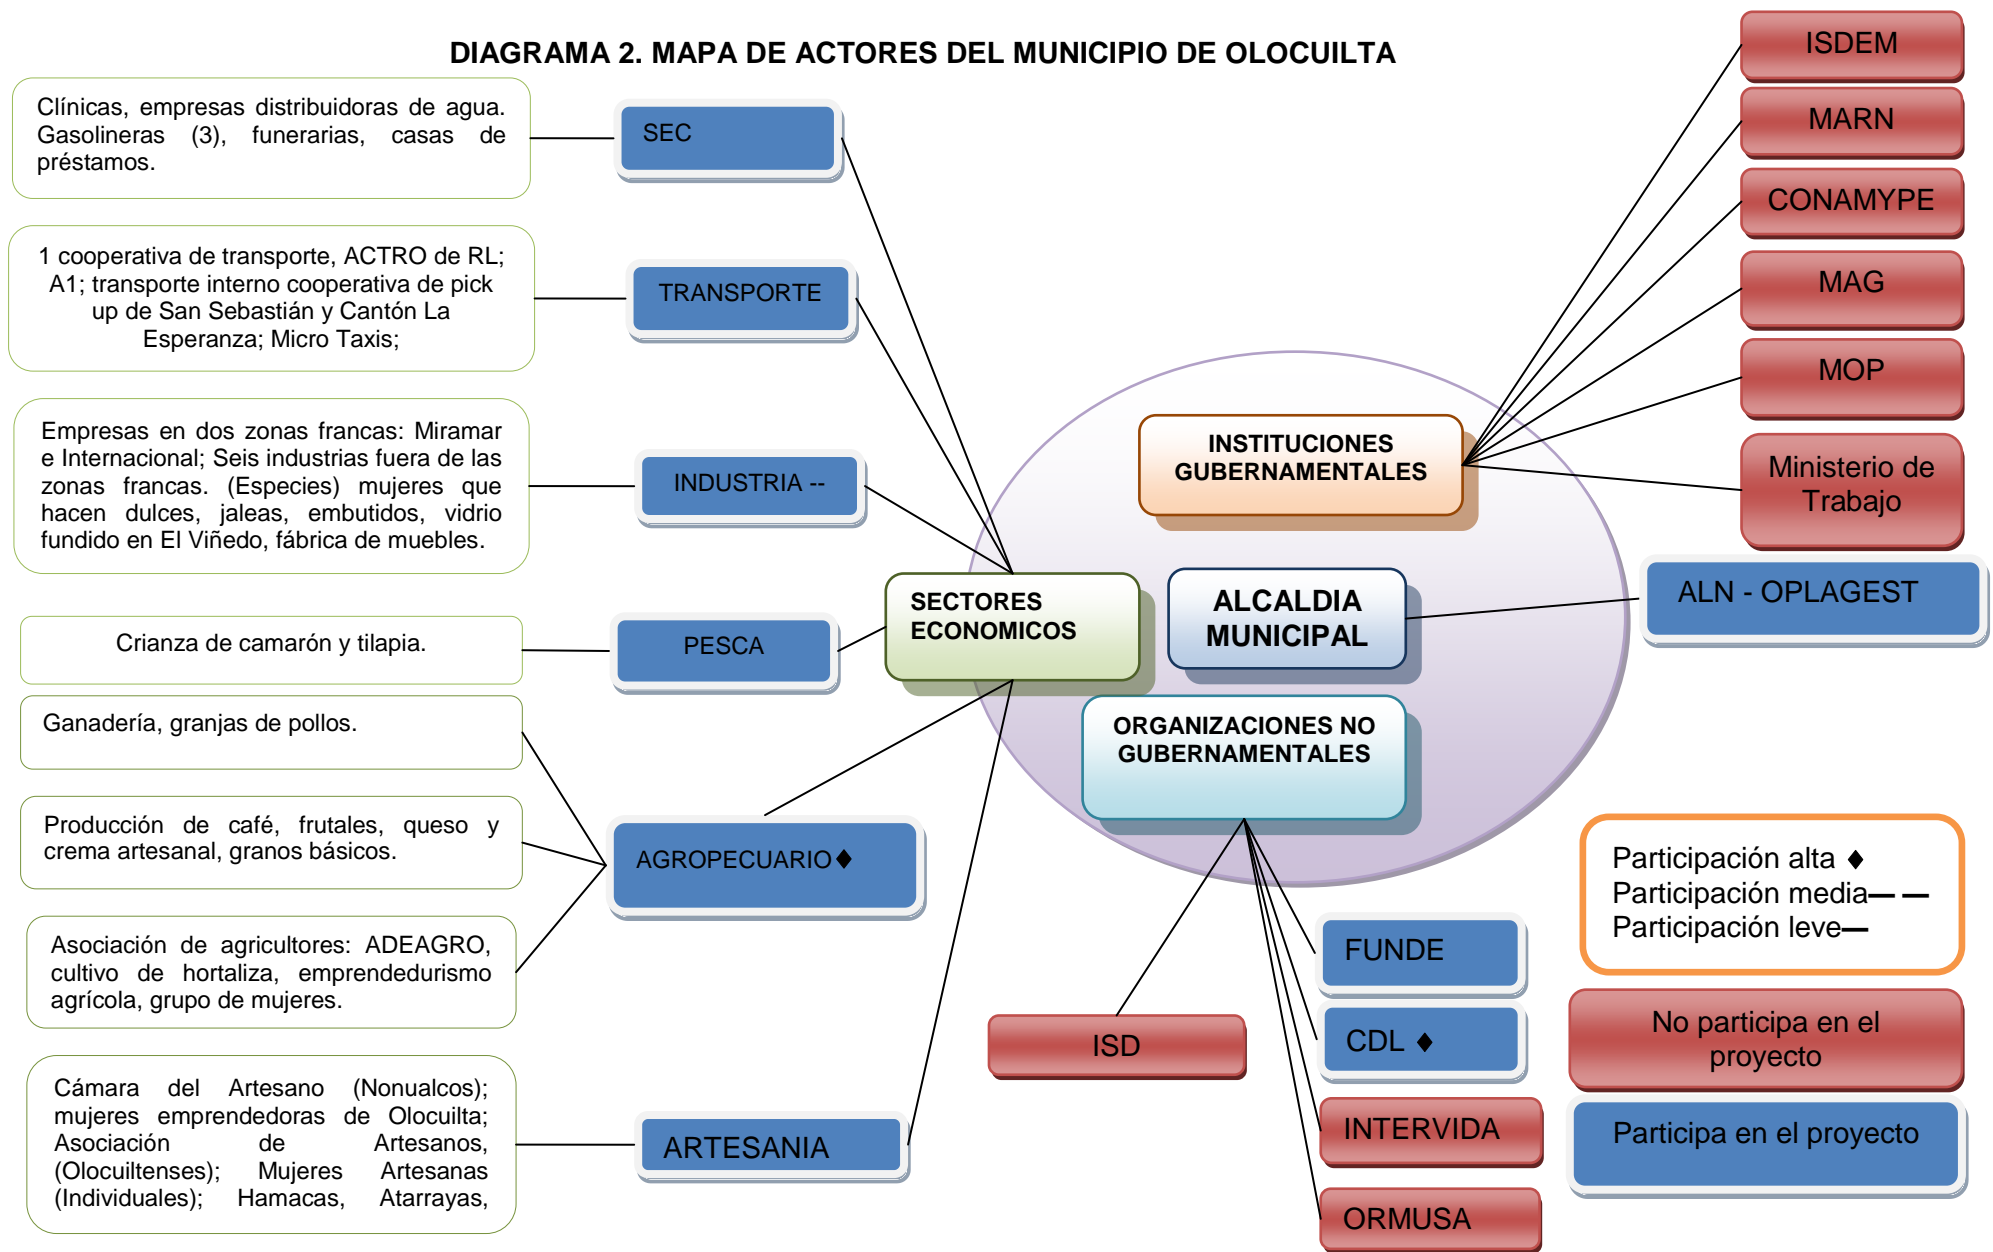 DIAGRAMA 2. MAPA DE ACTORES DEL MUNICIPIO DE OLOCUILTA
Clínicas, empresas distribuidoras de agua.
Gasolineras (3), funerarias, casas de
préstamos.
SEC
1 cooperativa de transporte, ACTRO de RL;
A1; transporte interno cooperativa de pick
up de San Sebastián y Cantón La
Esperanza; Micro Taxis;
TRANSPORTE
Empresas en dos zonas francas: Miramar
e Internacional; Seis industrias fuera de las
zonas francas. (Especies) mujeres que
hacen dulces, jaleas, embutidos, vidrio
fundido en El Viñedo, fábrica de muebles.
INDUSTRIA --
Crianza de camarón y tilapia.
PESCA
Ganadería, granjas de pollos.
Producción de café, frutales, queso y
crema artesanal, granos básicos.
Asociación de agricultores: ADEAGRO,
cultivo de hortaliza, emprendedurismo
agrícola, grupo de mujeres.
AGROPECUARIO♦
Cámara del Artesano (Nonualcos);
mujeres emprendedoras de Olocuilta;
Asociación de Artesanos,
(Olocuiltenses); Mujeres Artesanas
(Individuales); Hamacas, Atarrayas,
ARTESANIA
SECTORES
ECONOMICOS
INSTITUCIONES
GUBERNAMENTALES
ALCALDIA
MUNICIPAL
ORGANIZACIONES NO
GUBERNAMENTALES
ISDEM
MARN
CONAMYPE
MAG
MOP
Ministerio de
Trabajo
ALN - OPLAGEST
ISD
FUNDE
CDL ♦
INTERVIDA
ORMUSA
Participación alta ♦
Participación media— —
Participación leve—
No participa en el
proyecto
Participa en el proyecto